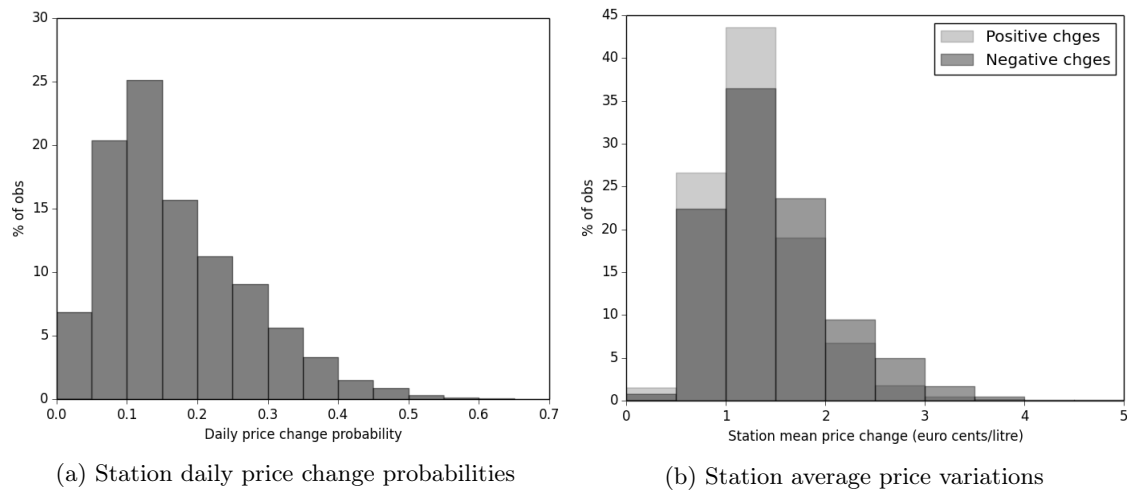 30
25
20
15
10
5
0
% of obs
0.0 0.1 0.2 0.3 0.4 0.5 0.6 0.7
Daily price change probability
(a) Station daily price change probabilities
45
40
35
30
25
20
15
10
5
0
% of obs
Positive chges
Negative chges
0 1 2 3 4 5
Station mean price change (euro cents/litre)
(b) Station average price variations